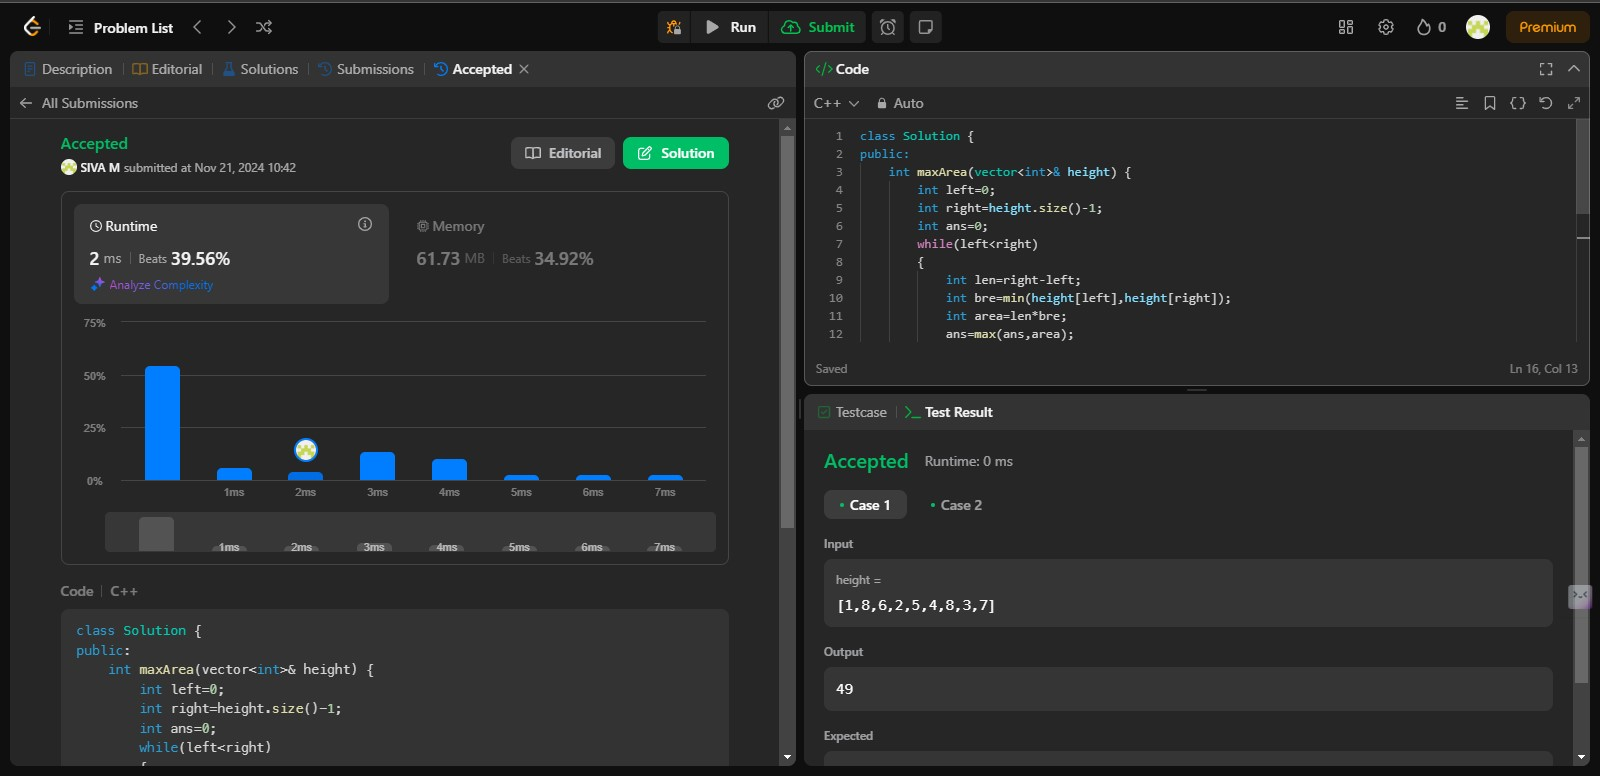 Problem List
Run
Submit
0
Premium
Description
Editorial
Solutions
Submissions
Accepted
All Submissions
Accepted
SIVA M submitted at Nov 21, 2024 10:42
Editorial
Solution
Runtime
2 ms | Beats 39.56%
Analyze Complexity
Memory
61.73 MB | Beats 34.92%
75%
50%
25%
0%
1ms 2ms 3ms 4ms 5ms 6ms 7ms
1ms 2ms 3ms 4ms 5ms 6ms 7ms
Code | C++
class Solution {
public:
    int maxArea(vector<int>& height) {
        int left=0;
        int right=height.size()-1;
        int ans=0;
        while(left<right)
</> Code
C++
Auto
1 class Solution {
2 public:
3     int maxArea(vector<int>& height) {
4         int left=0;
5         int right=height.size()-1;
6         int ans=0;
7         while(left<right)
8         {
9             int len=right-left;
10             int bre=min(height[left],height[right]);
11             int area=len*bre;
12             ans=max(ans,area);
Saved
Ln 16, Col 13
Testcase
Test Result
Accepted Runtime: 0 ms
• Case 1 • Case 2
Input
height =
[1,8,6,2,5,4,8,3,7]
Output
49
Expected